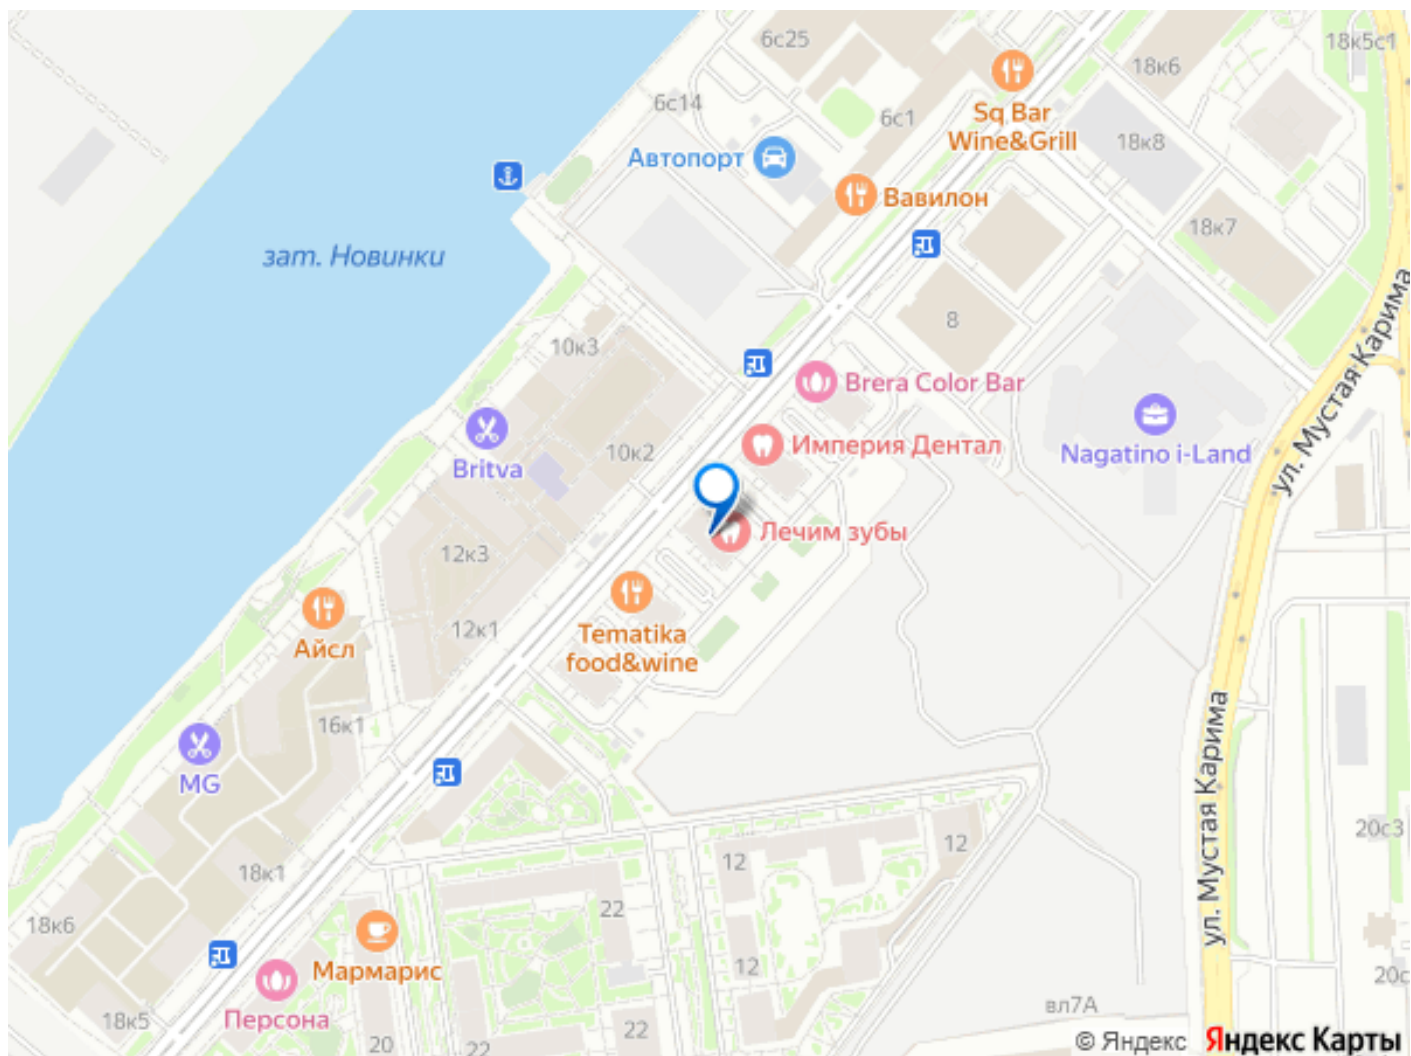 6с25
18к5с1
18к6
6с14
6с1
Sq Bar
Wine&Grill
18к8
Автопорт
Вавилон
18к7
зат. Новинки
8
10к3
ул. Мустая Карима
Brera Color Bar
Britva
10к2
Империя Дентал
Nagatino i-Land
Лечим зубы
12к3
12к1
Айсл
Tematika
food&wine
16к1
MG
ул. Мустая Карима
20с3
12
12
18к1
22
18к6
Мармарис
12
20с
Персона
18к5
вл7А
22
20
22
© Яндекс Яндекс Карты